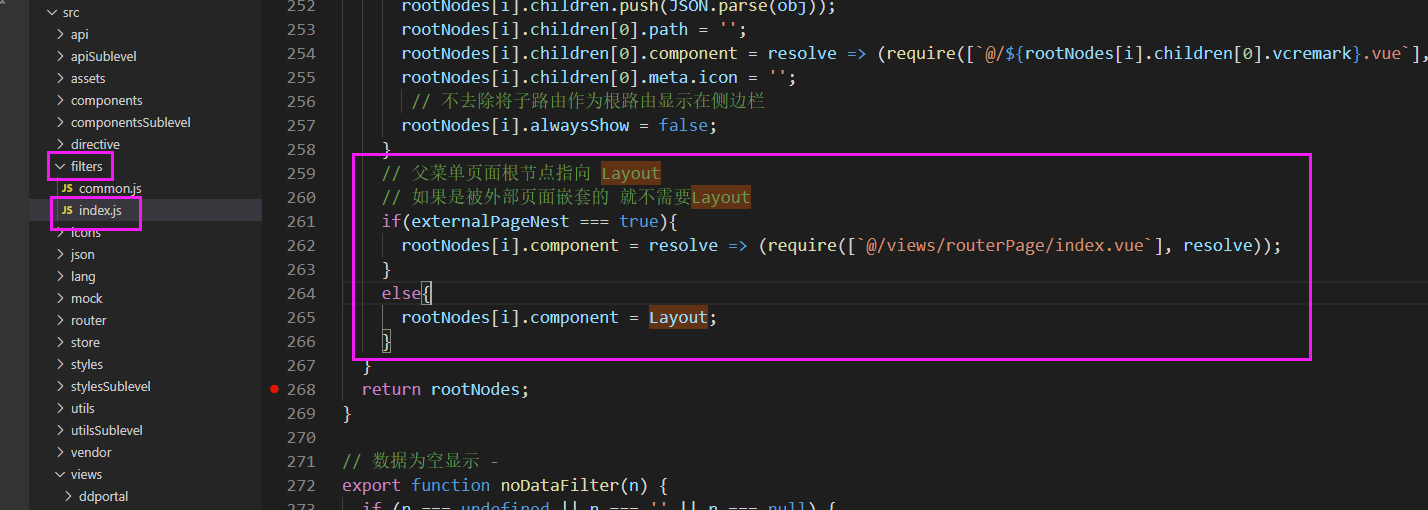 src
api
apiSublevel
assets
components
componentsSublevel
directive
filters
JS common.js
JS index.js
icons
json
lang
mock
router
store
styles
stylesSublevel
utils
utilsSublevel
vendor
views
ddportal
252 rootNodes[i].children.push(JSON.parse(obj));
253 rootNodes[i].children[0].path = '';
254 rootNodes[i].children[0].component = resolve => (require([`@/${rootNodes[i].children[0].vcremark}.vue`],
255 rootNodes[i].children[0].meta.icon = '';
256 // 不去除将子路由作为根路由显示在侧边栏
257 rootNodes[i].alwaysShow = false;
258 }
259 // 父菜单页面根节点指向 Layout
260 // 如果是被外部页面嵌套的 就不需要Layout
261 if(externalPageNest === true){
262 rootNodes[i].component = resolve => (require([`@/views/routerPage/index.vue`], resolve));
263 }
264 else{
265 rootNodes[i].component = Layout;
266 }
267 }
268 return rootNodes;
269 }
270
271 // 数据为空显示 -
272 export function noDataFilter(n) {
273 if (n === undefined || n === '' || n === null) {